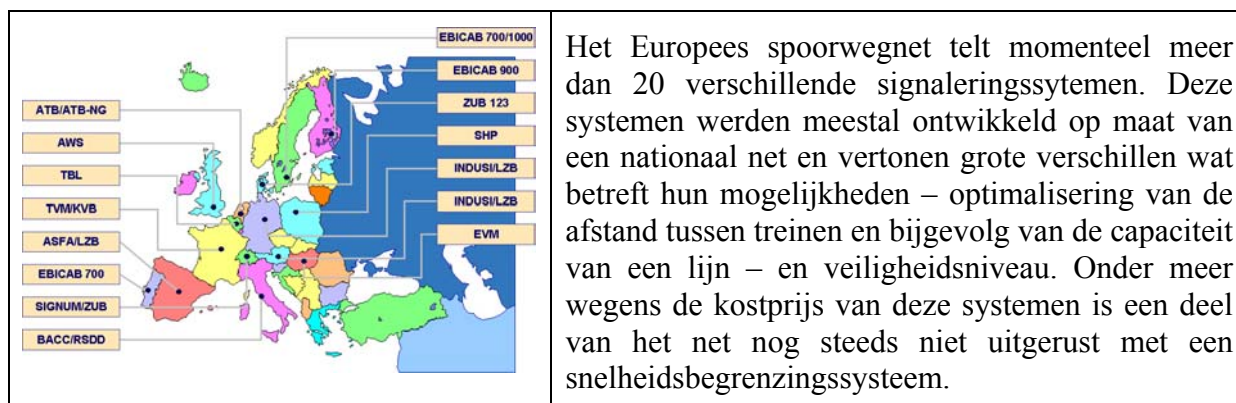 EBICAB 700/1000
EBICAB 900
ZUB 123
SHP
INDUSI/LZB
INDUSI/LZB
EVM
ATB/ATB-NG
AWS
TBL
TVM/KVB
ASFA/LZB
EBICAB 700
SIGNUM/ZUB
BACC/RSDD
Het Europees spoorwegnet telt momenteel meer
dan 20 verschillende signaleringssytemen. Deze
systemen werden meestal ontwikkeld op maat van
een nationaal net en vertonen grote verschillen wat
betreft hun mogelijkheden – optimalisering van de
afstand tussen treinen en bijgevolg van de capaciteit
van een lijn – en veiligheidsniveau. Onder meer
wegens de kostprijs van deze systemen is een deel
van het net nog steeds niet uitgerust met een
snelheidsbegrenzingssysteem.